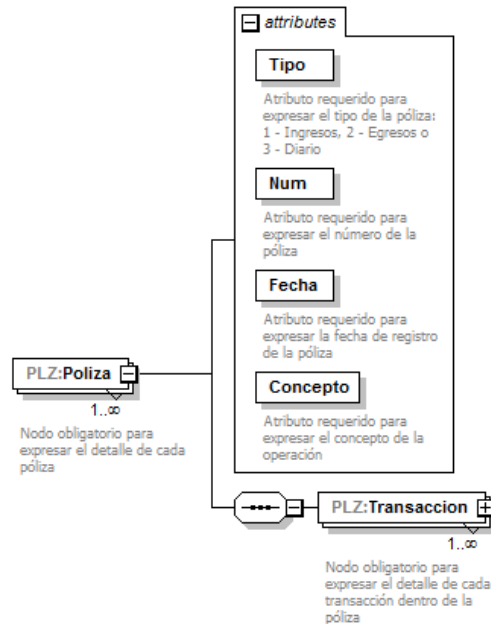 attributes
Tipo
Atributo requerido para
expresar el tipo de la póliza:
1 - Ingresos, 2 - Egresos o
3 - Diario
Num
Atributo requerido para
expresar el número de la
póliza
Fecha
Atributo requerido para
expresar la fecha de registro
de la póliza
Concepto
Atributo requerido para
expresar el concepto de la
operación
PLZ:Poliza
1..∞
Nodo obligatorio para
expresar el detalle de cada
póliza
PLZ:Transaccion
1..∞
Nodo obligatorio para
expresar el detalle de cada
transacción dentro de la
póliza